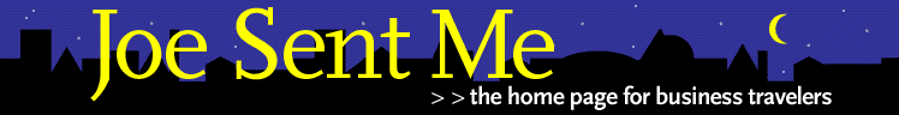 Joe Sent Me
> > the home page for business travelers